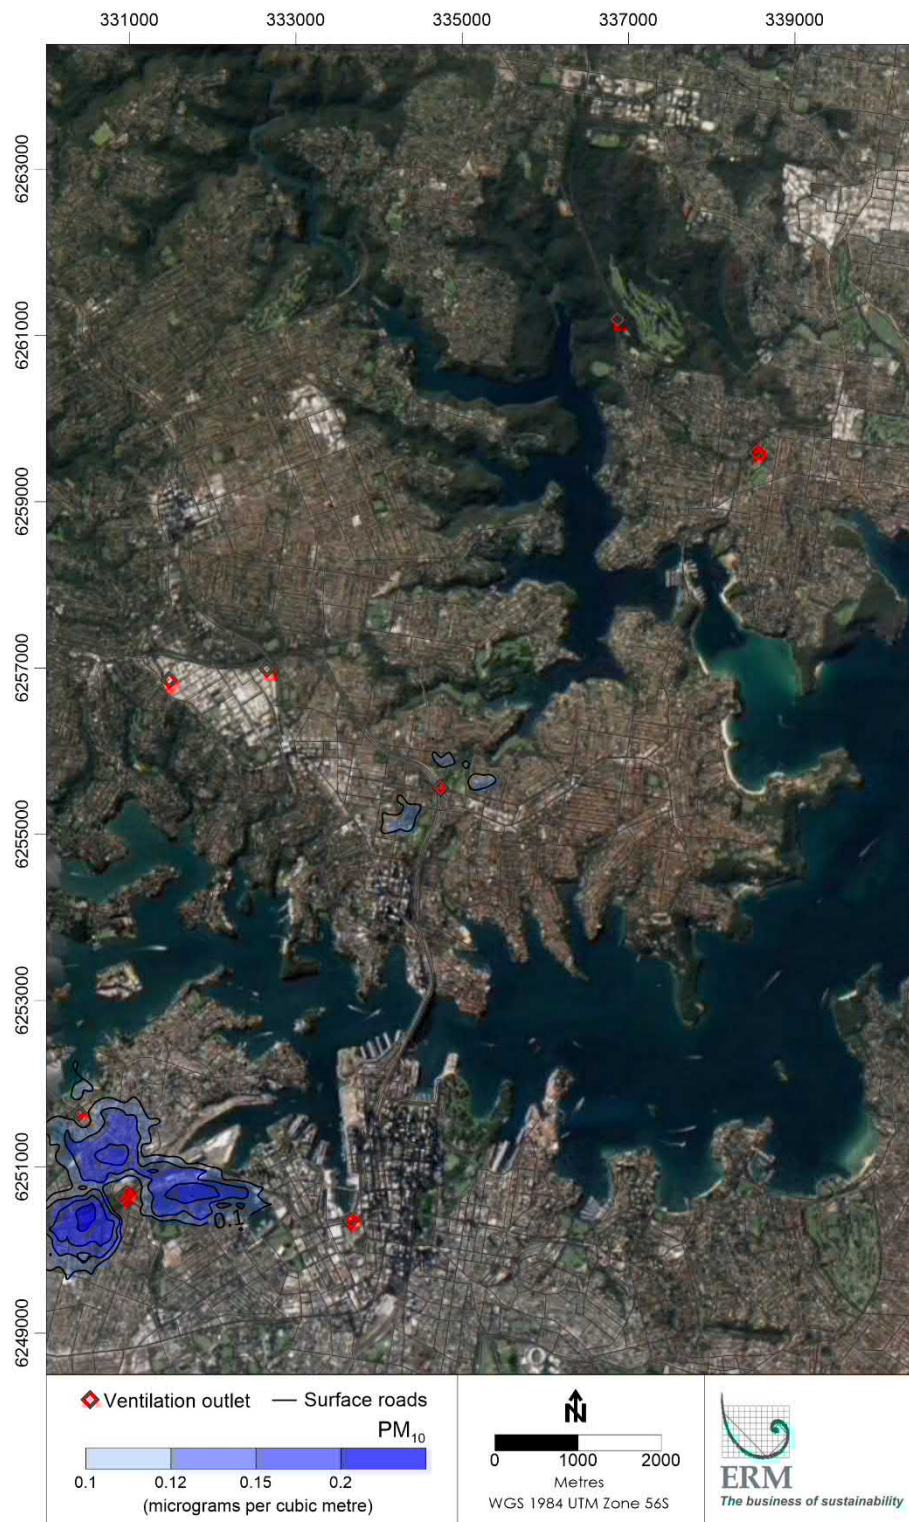 331000 333000 335000 337000 339000
6263000
6261000
6259000
6257000
6255000
6253000
6251000
6249000
0.1
Ventilation outlet — Surface roads
PM10
0.1 0.12 0.15 0.2
(micrograms per cubic metre)
N
0 1000 2000
Metres
WGS 1984 UTM Zone 56S
ERM
The business of sustainability